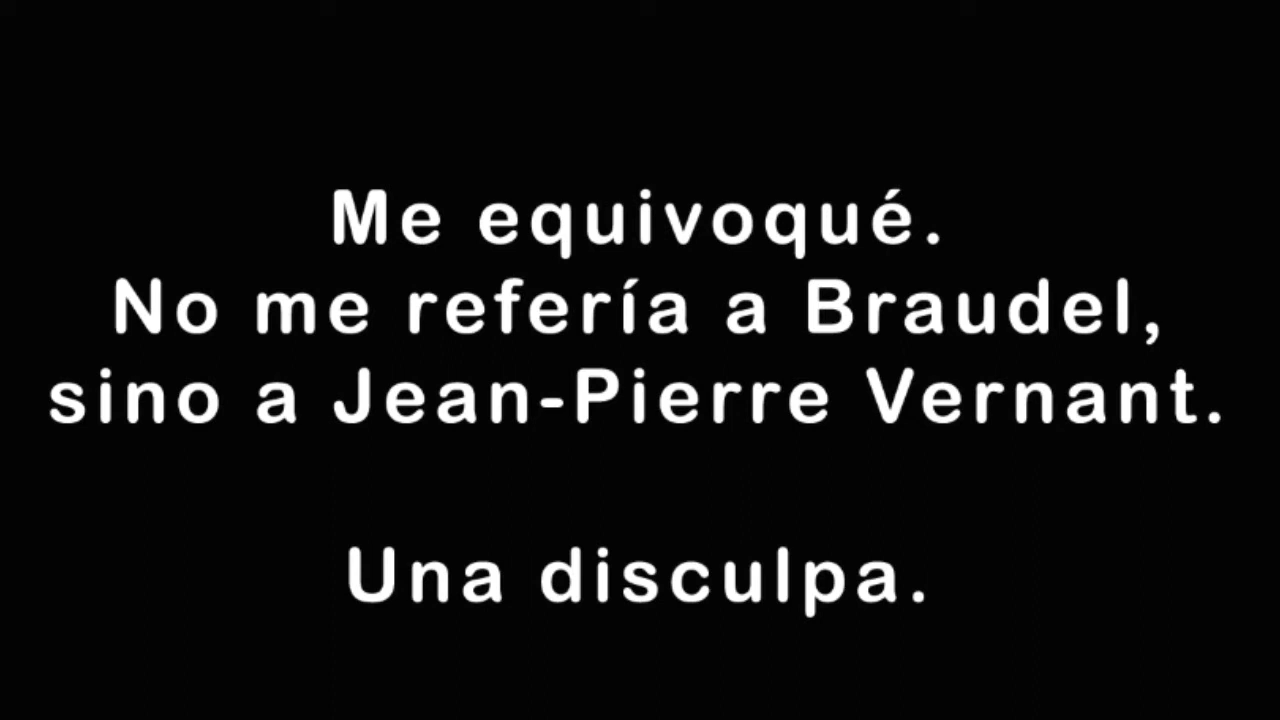 Me equivoqué.
No me refería a Braudel,
sino a Jean-Pierre Vernant.
Una disculpa.